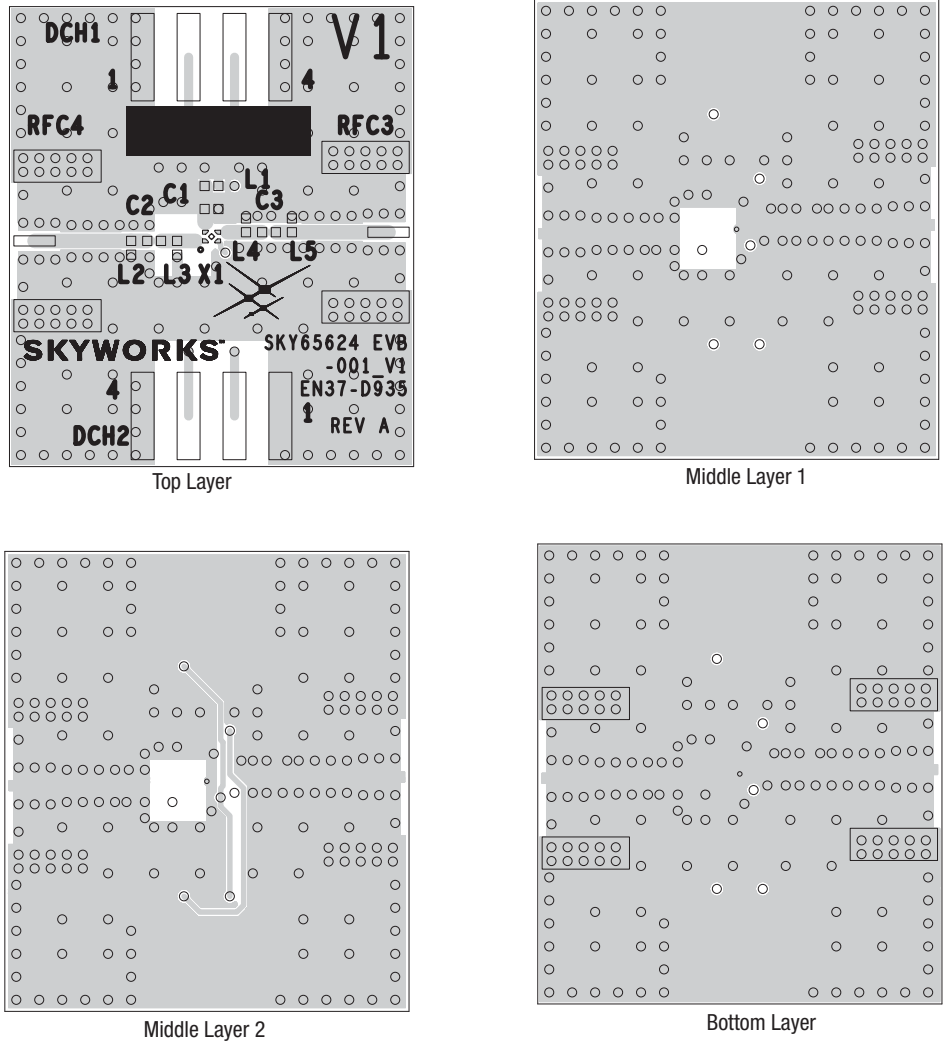 DCH1
V1
1
4
RFC4
RFC3
L1
C1
C3
C2
L4
L5
L2
L3
X1
SKYWORKS™
SKY65624 EVB
-001_V1
4
EN37-D935
1
REV A
DCH2
Top Layer
Middle Layer 1
Middle Layer 2
Bottom Layer